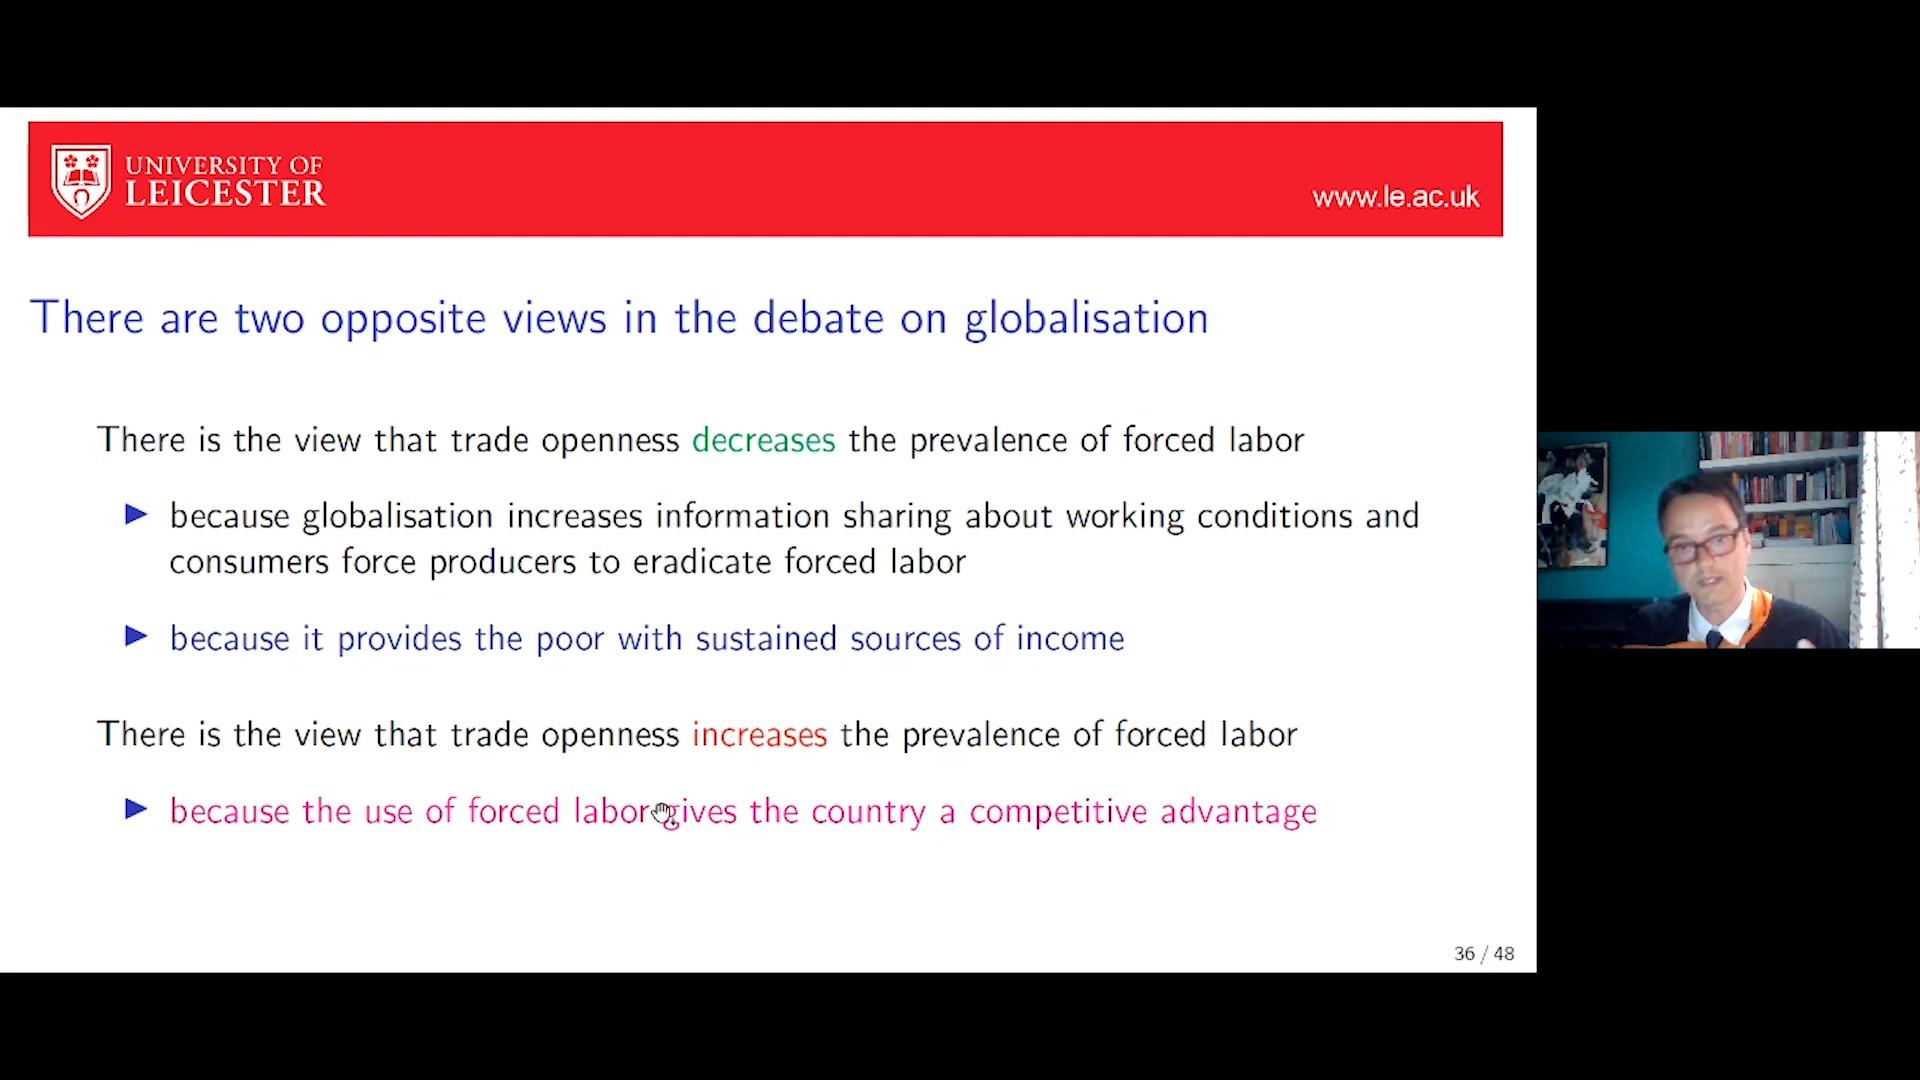 UNIVERSITY OF
LEICESTER
www.le.ac.uk
There are two opposite views in the debate on globalisation
There is the view that trade openness decreases the prevalence of forced labor
because globalisation increases information sharing about working conditions and
consumers force producers to eradicate forced labor
because it provides the poor with sustained sources of income
There is the view that trade openness increases the prevalence of forced labor
because the use of forced labor gives the country a competitive advantage
36 / 48